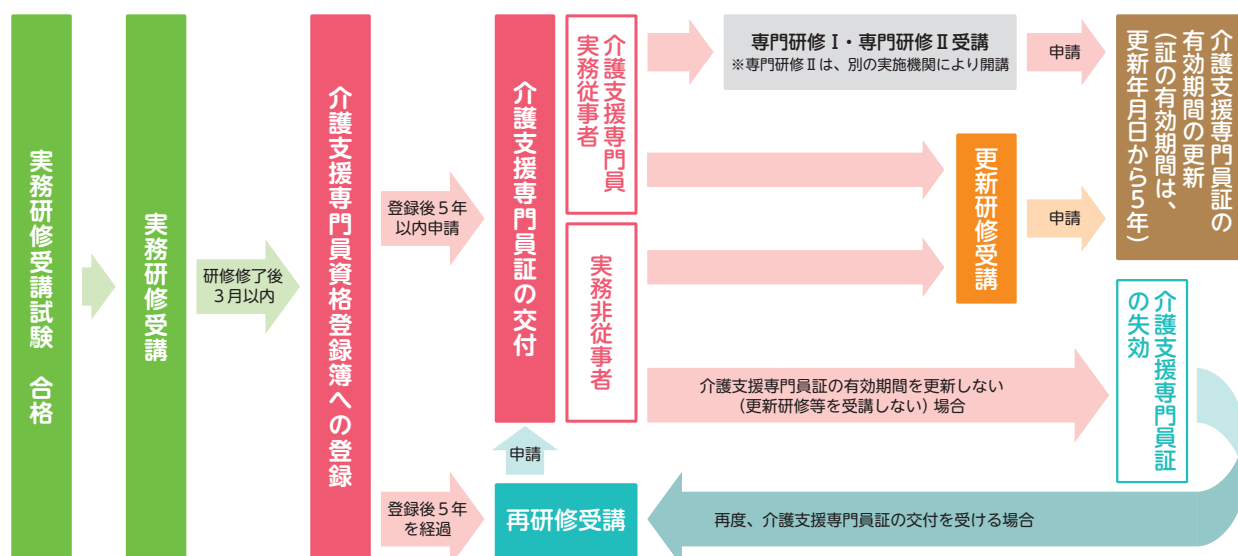 実務研修受講試験　合格
実務研修受講
研修修了後
３月以内
介護支援専門員資格登録簿への登録
登録後５年
以内申請
登録後５年
を経過
介護支援専門員証の交付
申請
再研修受講
介護支援専門員
実務従事者
実務非従事者
専門研修Ⅰ・専門研修Ⅱ受講
※専門研修Ⅱは、別の実施機関により開講
申請
更新研修受講
申請
介護支援専門員証の
有効期間の更新
（証の有効期間は、
更新年月日から５年）
介護支援専門員証の有効期間を更新しない
(更新研修等を受講しない) 場合
介護支援専門員証
の失効
再度、介護支援専門員証の交付を受ける場合